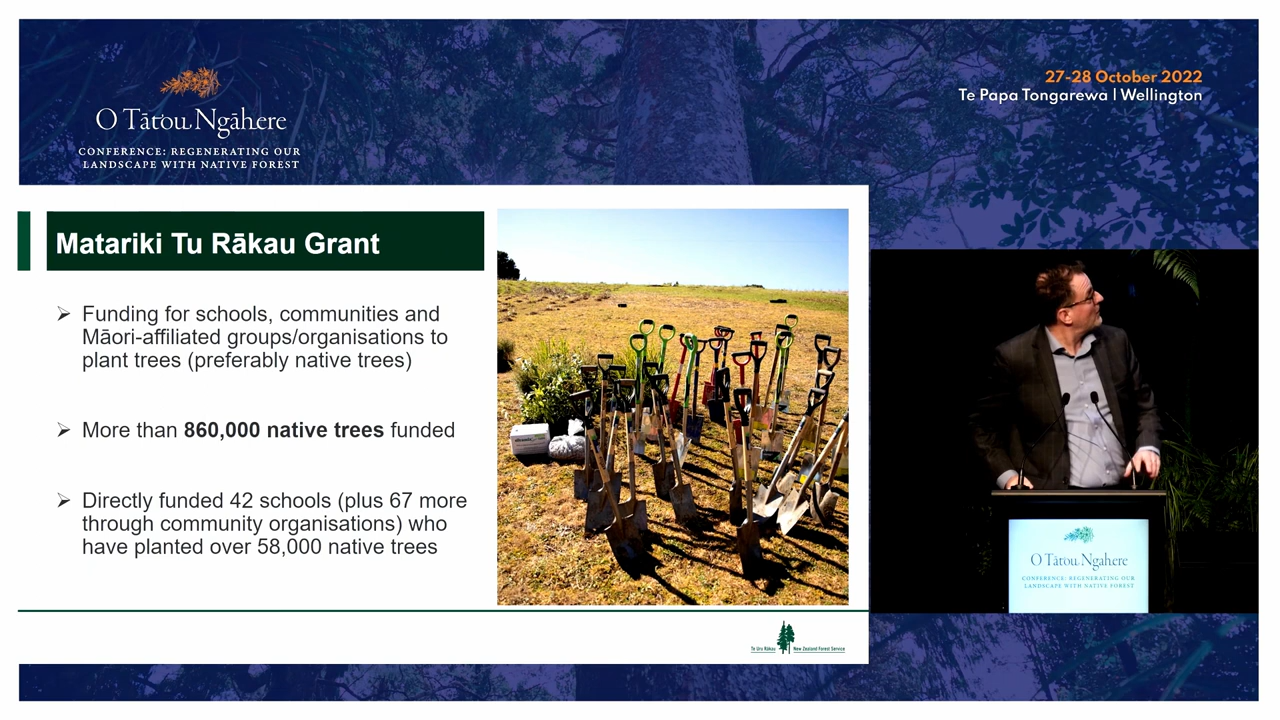 O Tātou Ngāhere
CONFERENCE: REGENERATING OUR
LANDSCAPE WITH NATIVE FOREST
27-28 October 2022
Te Papa Tongarewa | Wellington
Matariki Tu Rākau Grant
Funding for schools, communities and
Māori-affiliated groups/organisations to
plant trees (preferably native trees)
More than 860,000 native trees funded
Directly funded 42 schools (plus 67 more
through community organisations) who
have planted over 58,000 native trees
Te Uru Rākau
New Zealand Forest Service
O Tātou Ngāhere
CONFERENCE: REGENERATING OUR
LANDSCAPE WITH NATIVE FOREST